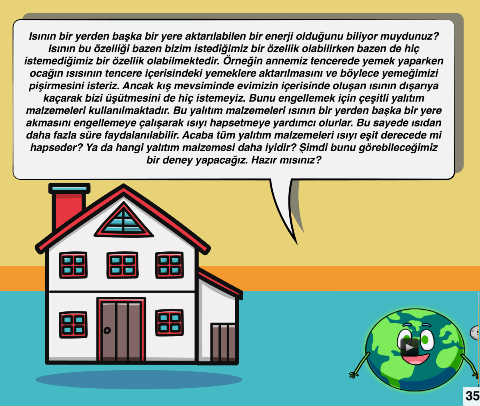 Isının bir yerden başka bir yere aktarılabilen bir enerji olduğunu biliyor muydunuz?
Isının bu özelliği bazen bizim istediğimiz bir özellik olabilirken bazen de hiç
istemediğimiz bir özellik olabilmektedir. Örneğin annemiz tencerede yemek yaparken
ocağın ısısının tencere içerisindeki yemeklere aktarılmasını ve böylece yemeğimizi
pişirmesini isteriz. Ancak kış mevsiminde evimizin içerisinde oluşan ısının dışarıya
kaçarak bizi üşütmesini de hiç istemeyiz. Bunu engellemek için çeşitli yalıtım
malzemeleri kullanılmaktadır. Bu yalıtım malzemeleri ısının bir yerden başka bir yere
akmasını engellemeye çalışarak ısıyı hapsetmeye yardımcı olurlar. Bu sayede ısıdan
daha fazla süre faydalanılabilir. Acaba tüm yalıtım malzemeleri ısıyı eşit derecede mi
hapseder? Ya da hangi yalıtım malzemesi daha iyidir? Şimdi bunu görebileceğimiz
bir deney yapacağız. Hazır mısınız?
35